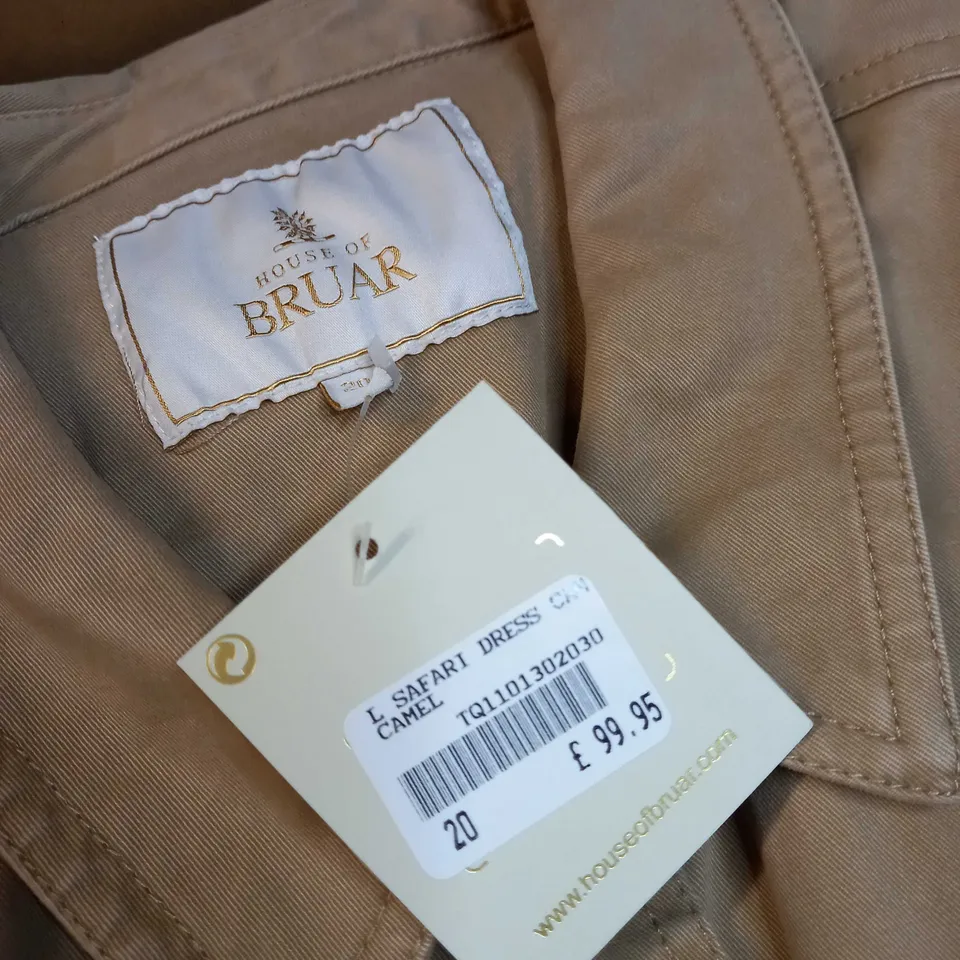 HOUSE OF
BRUAR
L SAFARI DRESS
CAMEL
TQ1101302030
£ 99.95
20
www.houseofbruar.com